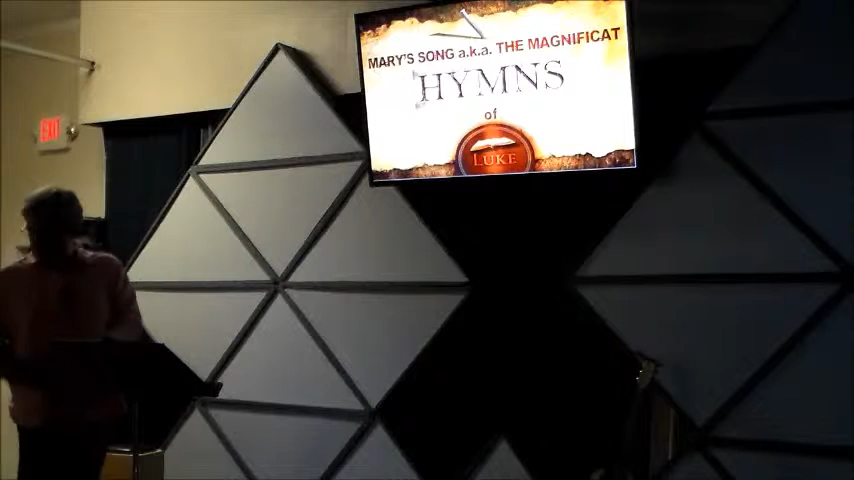 EXIT
MARY'S SONG a.k.a. THE MAGNIFICAT
HYMNS
of
LUKE